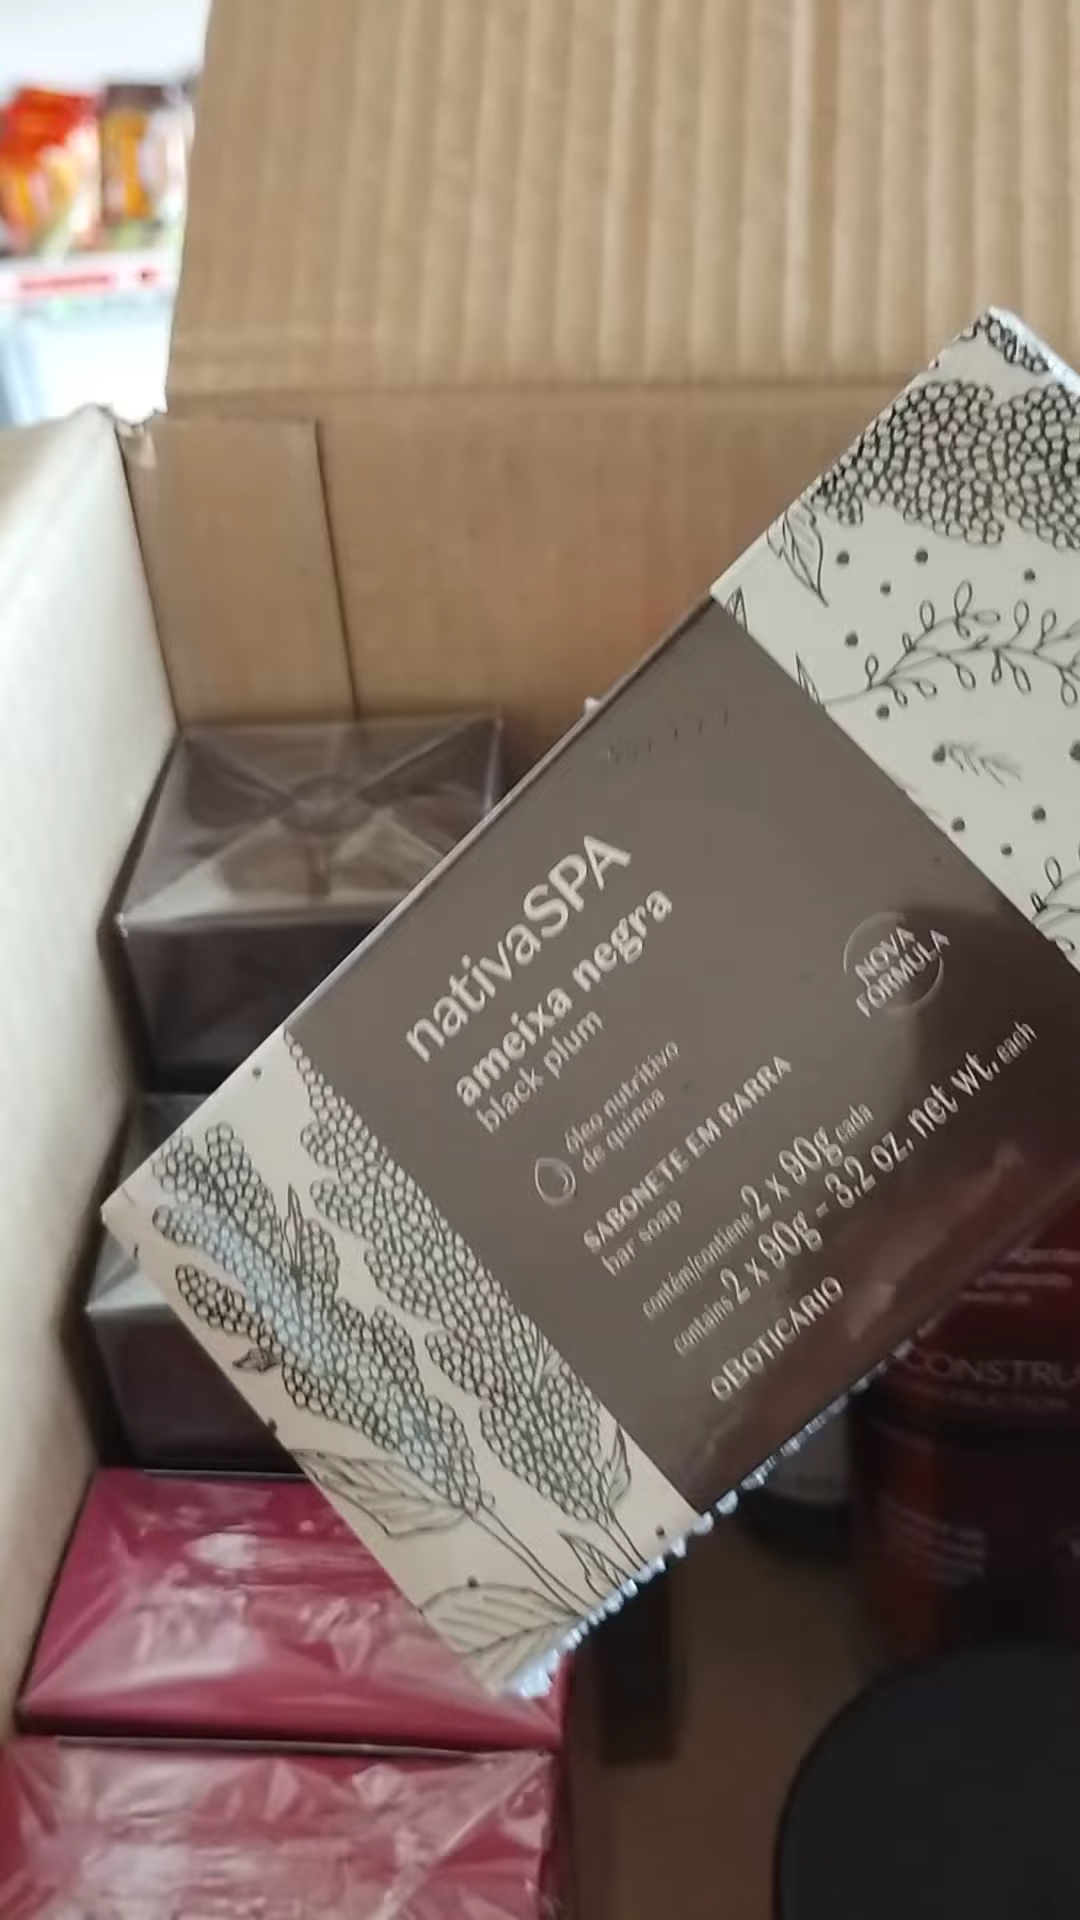 nativaSPA
ameixa negra
black plum
óleo nutritivo
de quinoa
SABONETE EM BARRA
bar soap
contém/contiene 2 x 90g cada
contains 2 x 90g - 3,2 oz. net wt. each
oBOTICÁRIO
NOVA
FÓRMULA
CONSTRU